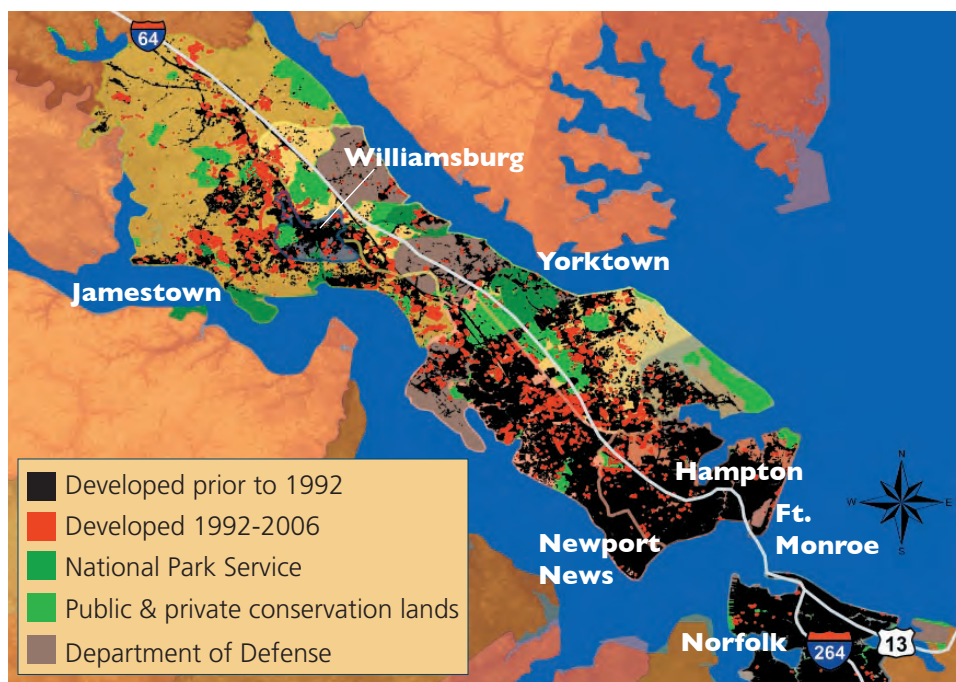 64
Williamsburg
Yorktown
Jamestown
Developed prior to 1992
Developed 1992-2006
National Park Service
Public & private conservation lands
Department of Defense
Hampton
Ft.
Monroe
Newport
News
Norfolk
264
13
N
W
E
S